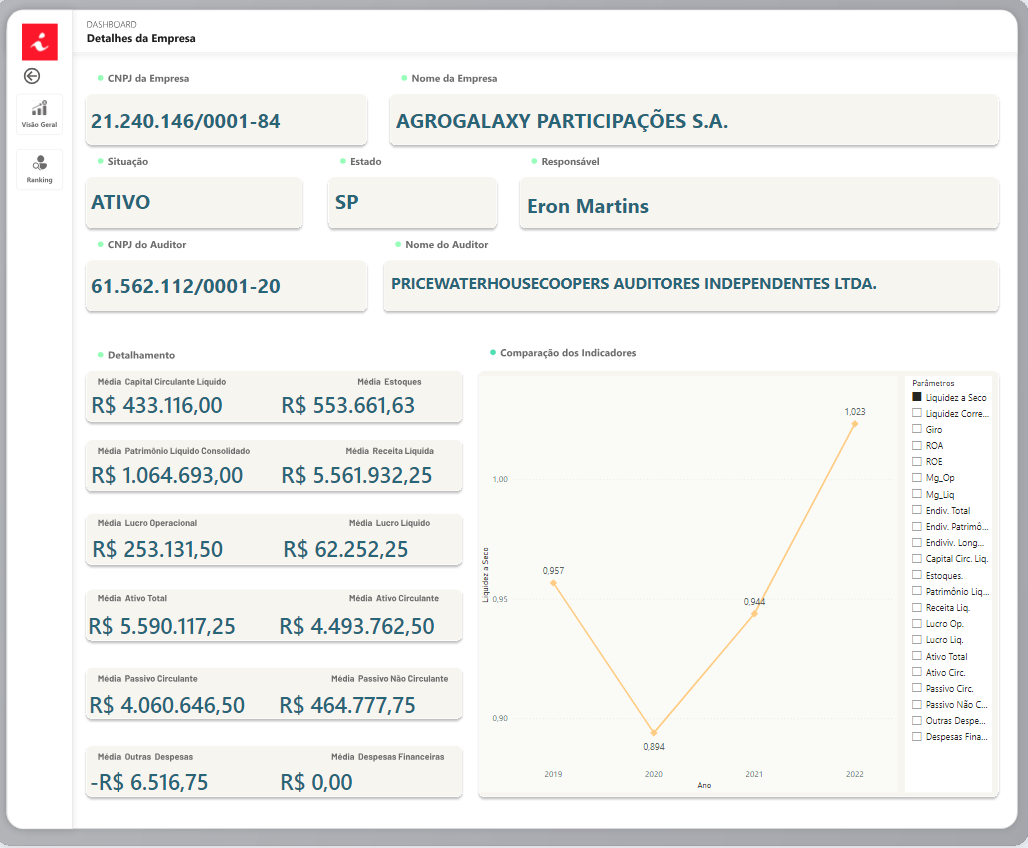 DASHBOARD
Detalhes da Empresa
Visão Geral
Ranking
CNPJ da Empresa
Nome da Empresa
21.240.146/0001-84
AGROGALAXY PARTICIPAÇÕES S.A.
Situação
Estado
Responsável
ATIVO
SP
Eron Martins
CNPJ do Auditor
Nome do Auditor
61.562.112/0001-20
PRICEWATERHOUSECOOPERS AUDITORES INDEPENDENTES LTDA.
Detalhamento
Média Capital Circulante Líquido
Média Estoques
R$ 433.116,00
R$ 553.661,63
Média Patrimônio Líquido Consolidado
Média Receita Líquida
R$ 1.064.693,00
R$ 5.561.932,25
Média Lucro Operacional
Média Lucro Líquido
R$ 253.131,50
R$ 62.252,25
Média Ativo Total
Média Ativo Circulante
R$ 5.590.117,25
R$ 4.493.762,50
Média Passivo Circulante
Média Passivo Não Circulante
R$ 4.060.646,50
R$ 464.777,75
Média Outras Despesas
Média Despesas Financeiras
-R$ 6.516,75
R$ 0,00
Comparação dos Indicadores
Liquidez a Seco
1,00
0,95
0,90
0,957
0,894
0,944
1,023
2019
2020
2021
2022
Ano
Parâmetros
Liquidez a Seco
Liquidez Corre...
Giro
ROA
ROE
Mg_Op
Mg_Liq
Endiv. Total
Endiv. Patrimô...
Endiviv. Long...
Capital Circ. Liq.
Estoques.
Patrimônio Liq...
Receita Liq.
Lucro Op.
Lucro Liq.
Ativo Total
Ativo Circ.
Passivo Circ.
Passivo Não C...
Outras Despe...
Despesas Fina...